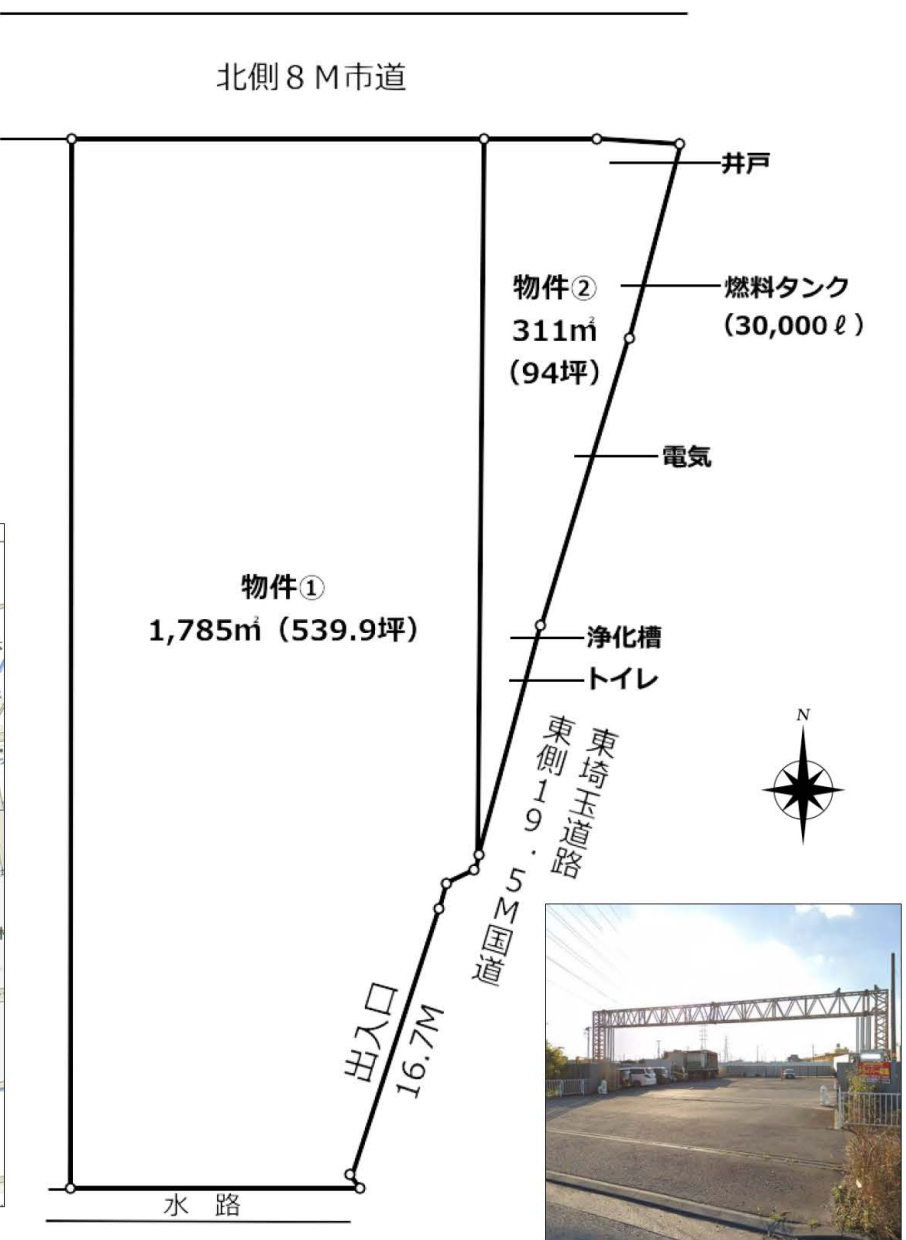 北側８Ｍ市道
井戸
物件②
311㎡
（94坪）
燃料タンク
（30,000ℓ）
電気
物件①
1,785㎡（539.9坪）
浄化槽
トイレ
東埼玉道路
東側１９．５Ｍ国道
N
出入口
16.7M
水　路